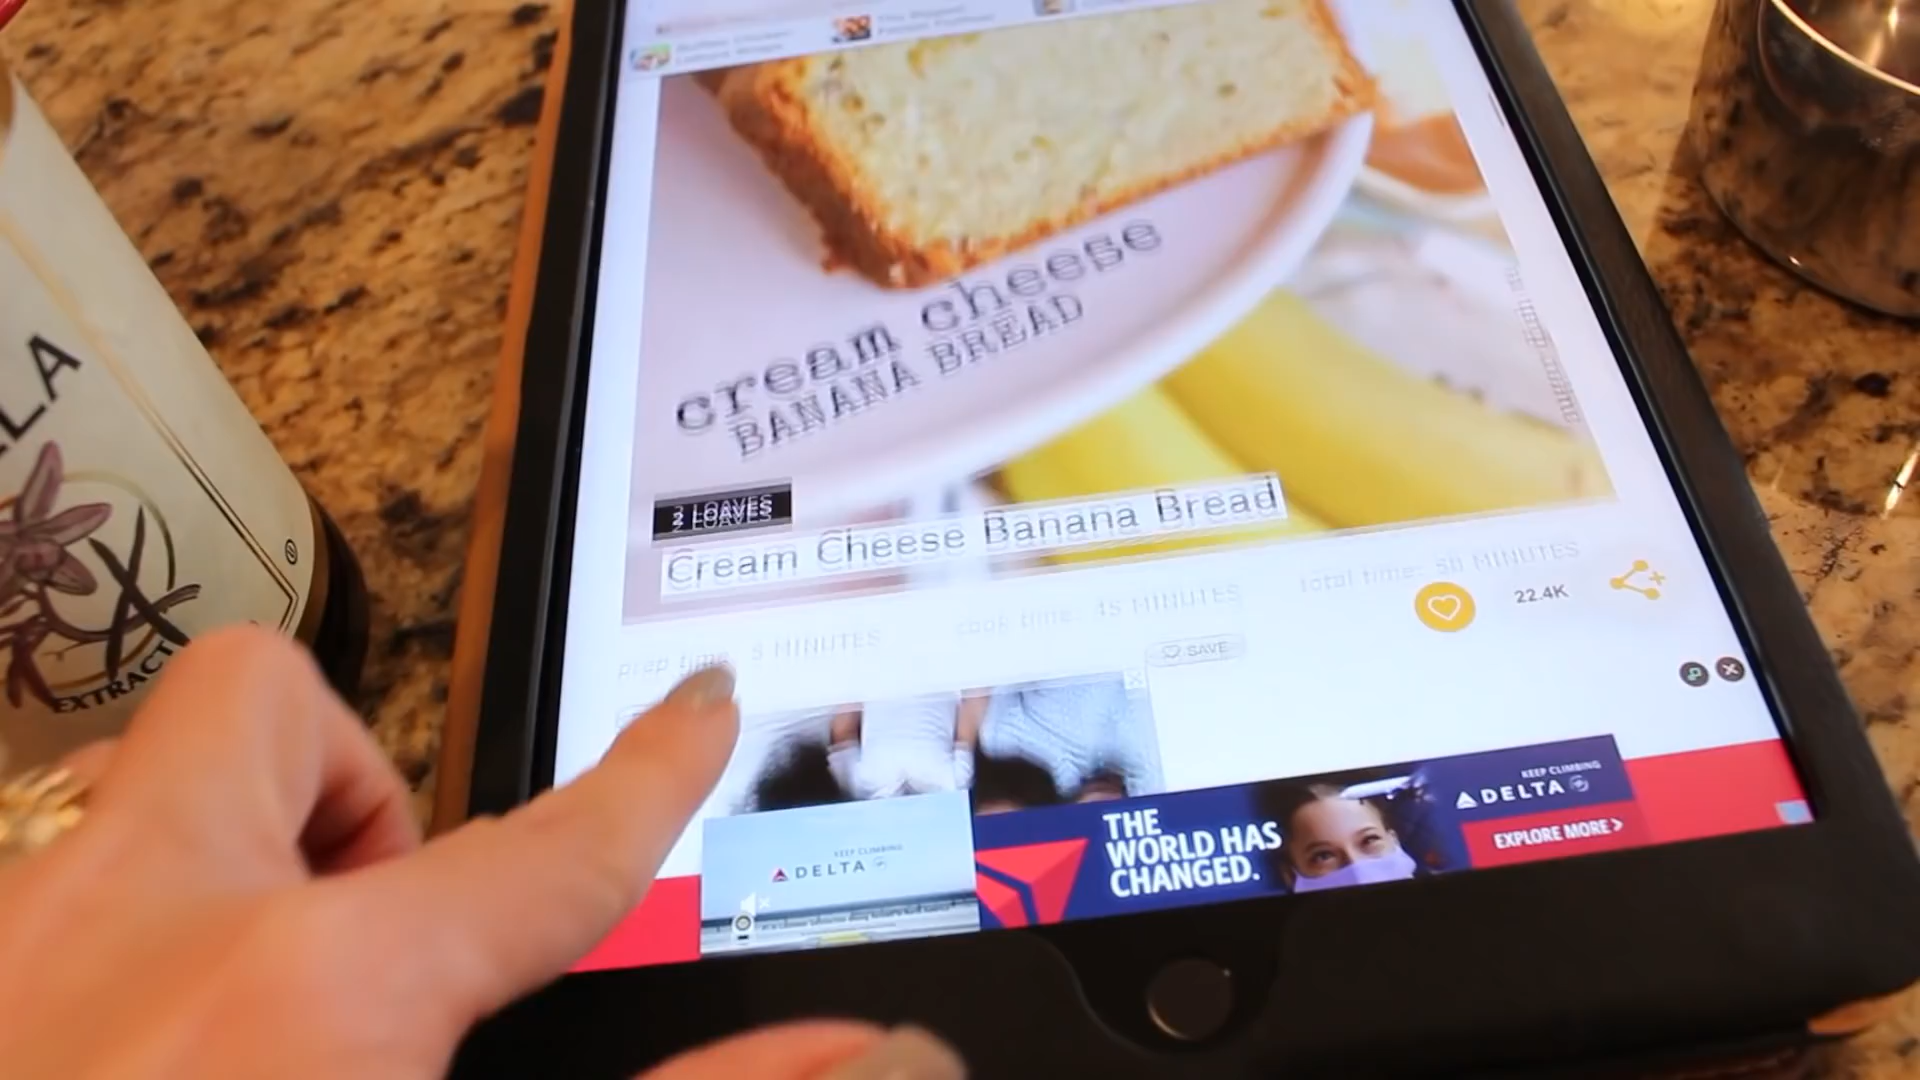 LLA
EXTRACT
cream cheese
BANANA BREAD
2 LOAVES
Cream Cheese Banana Bread
prep time: 5 MINUTES
cook time: 45 MINUTES
total time: 50 MINUTES
22.4K
SAVE
KEEP CLIMBING
DELTA
THE
WORLD HAS
CHANGED.
KEEP CLIMBING
DELTA
EXPLORE MORE >